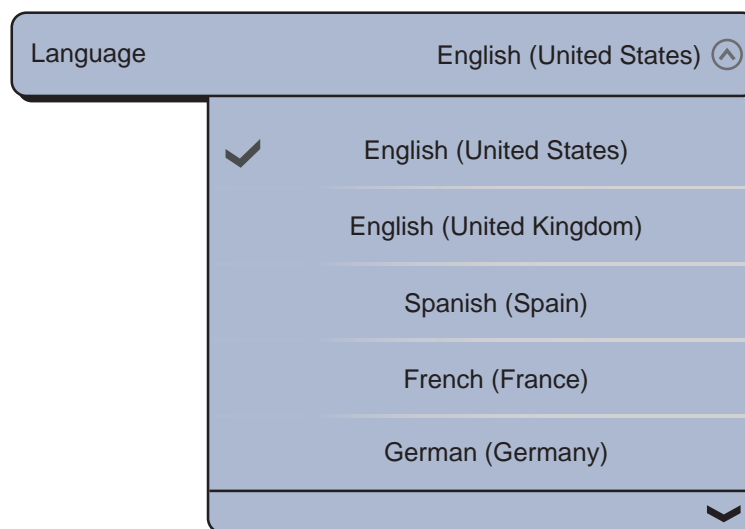 Language English (United States)
English (United States)
English (United Kingdom)
Spanish (Spain)
French (France)
German (Germany)